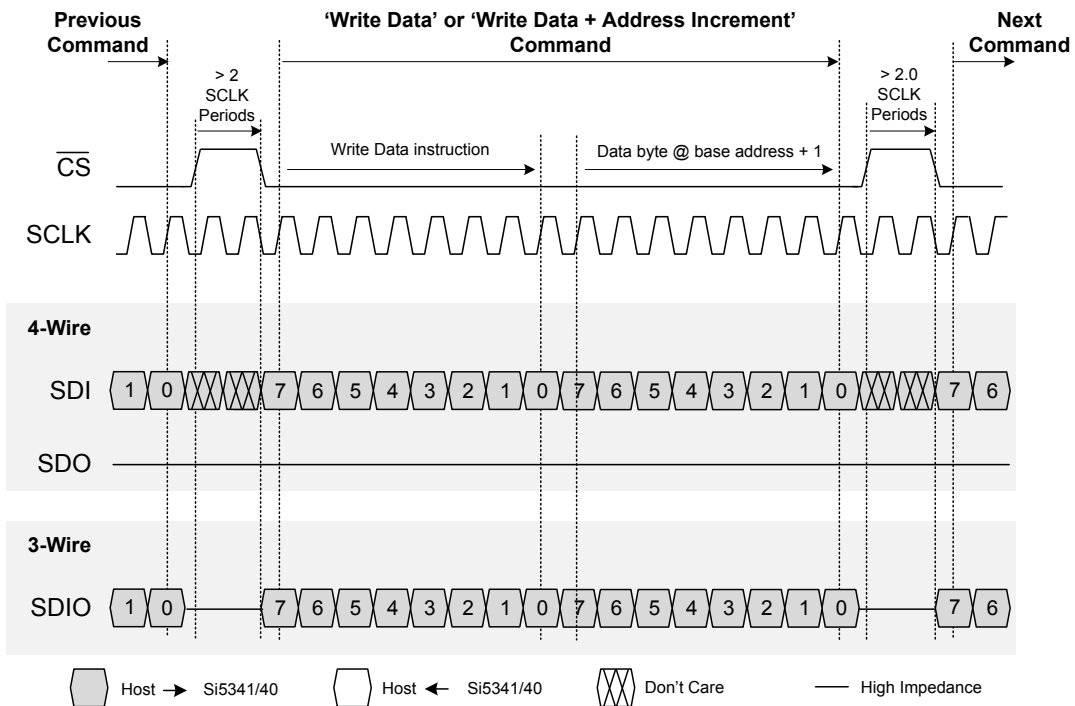 Previous
Command
'Write Data' or 'Write Data + Address Increment'
Command
Next
Command
> 2
SCLK
Periods
> 2.0
SCLK
Periods
CS
Write Data instruction
Data byte @ base address + 1
SCLK
4-Wire
SDI
1 0 7 6 5 4 3 2 1 0 7 6 5 4 3 2 1 0 7 6
SDO
3-Wire
SDIO
1 0 7 6 5 4 3 2 1 0 7 6 5 4 3 2 1 0 7 6
Host → Si5341/40
Host ← Si5341/40
Don't Care
High Impedance